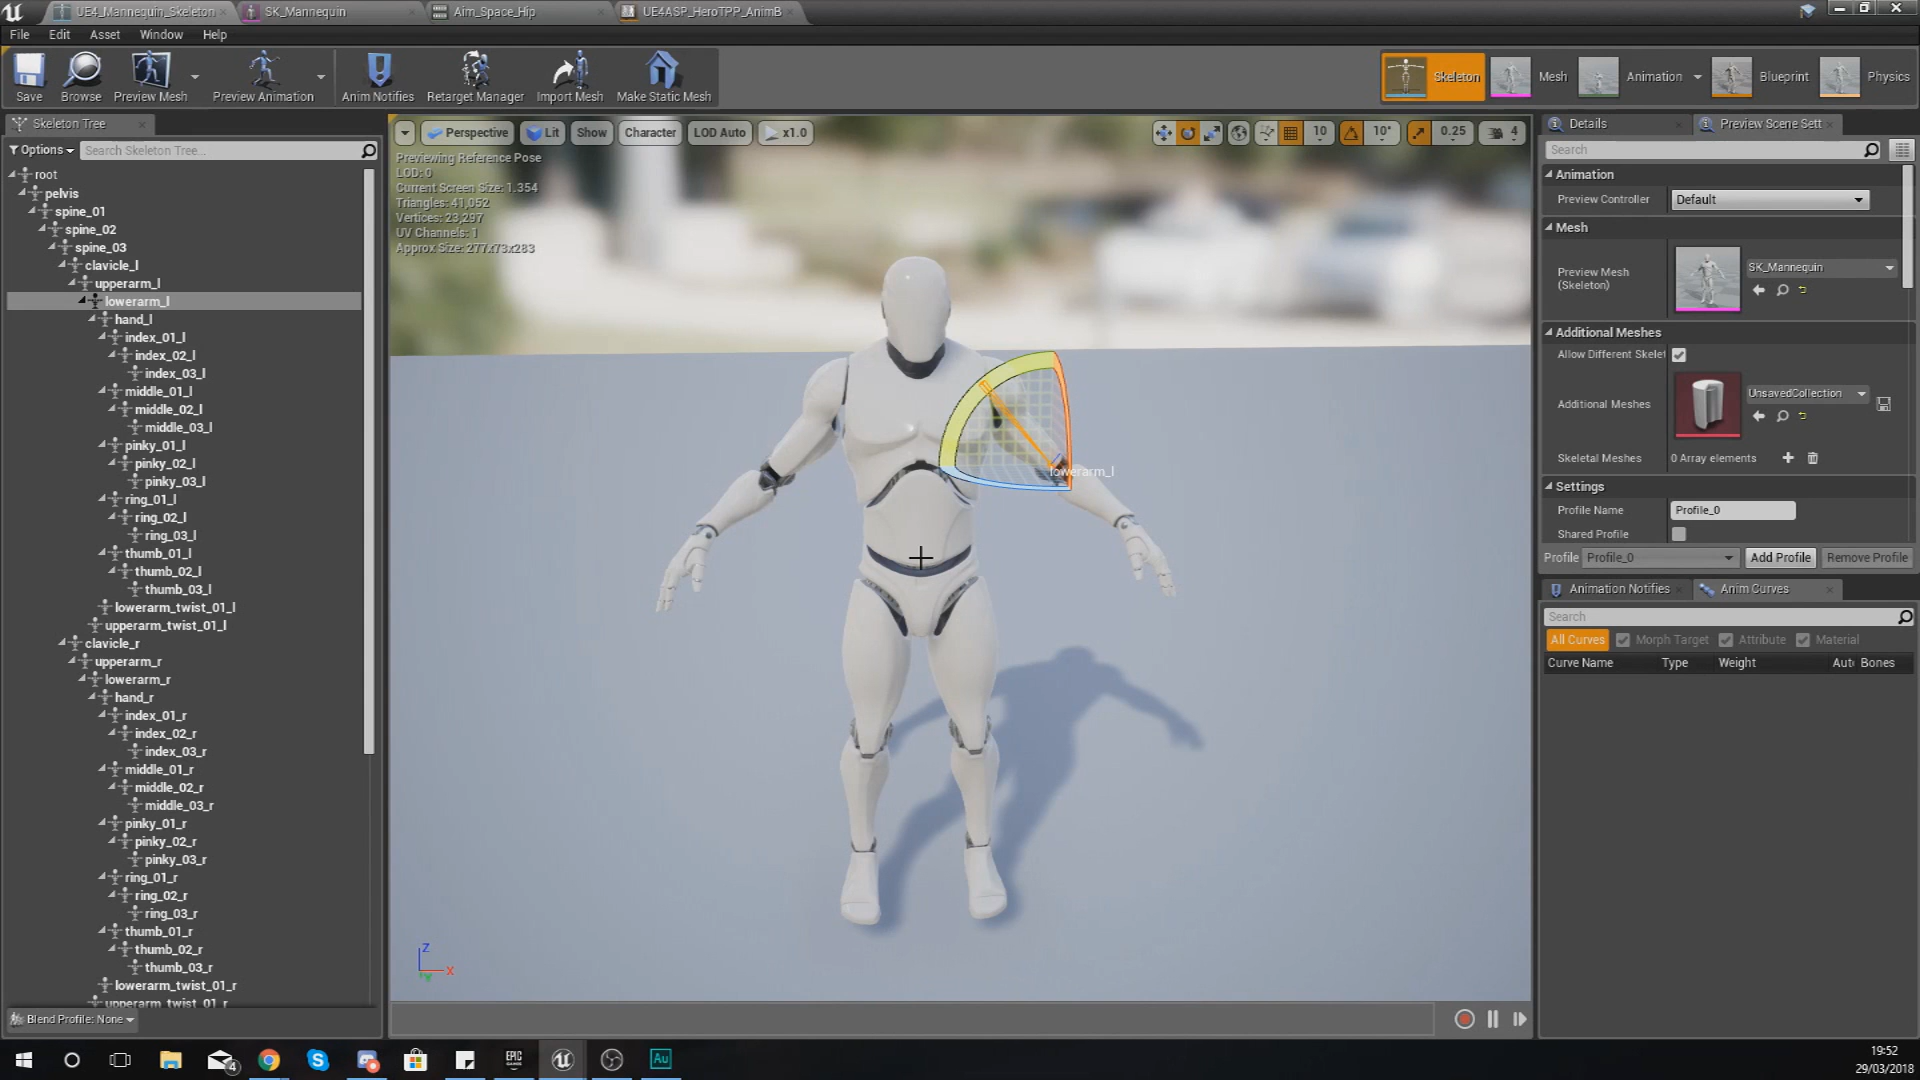 UE4_Mannequin_Skeleton
SK_Mannequin
Aim_Space_Hip
UE4ASP_HeroTPP_AnimB
File Edit Asset Window Help
Save
Browse
Preview Mesh
Preview Animation
Anim Notifies
Retarget Manager
Import Mesh
Make Static Mesh
Skeleton
Mesh
Animation
Blueprint
Physics
Skeleton Tree
Options
Search Skeleton Tree...
root
pelvis
spine_01
spine_02
spine_03
clavicle_l
upperarm_l
lowerarm_l
hand_l
index_01_l
index_02_l
index_03_l
middle_01_l
middle_02_l
middle_03_l
pinky_01_l
pinky_02_l
pinky_03_l
ring_01_l
ring_02_l
ring_03_l
thumb_01_l
thumb_02_l
thumb_03_l
lowerarm_twist_01_l
upperarm_twist_01_l
clavicle_r
upperarm_r
lowerarm_r
hand_r
index_01_r
index_02_r
index_03_r
middle_01_r
middle_02_r
middle_03_r
pinky_01_r
pinky_02_r
pinky_03_r
ring_01_r
ring_02_r
ring_03_r
thumb_01_r
thumb_02_r
thumb_03_r
lowerarm_twist_01_r
upperarm_twist_01_r
Blend Profile: None
Perspective Lit Show Character LOD Auto x1.0
10 10° 0.25 4
Previewing Reference Pose
LOD: 0
Current Screen Size: 1.354
Triangles: 41,052
Vertices: 23,297
UV Channels: 1
Approx Size: 277x73x283
lowerarm_l
Z
X
Y
Details
Preview Scene Sett
Search
Animation
Preview Controller
Default
Mesh
Preview Mesh
(Skeleton)
SK_Mannequin
Additional Meshes
Allow Different Skelet
Additional Meshes
UnsavedCollection
Skeletal Meshes
0 Array elements
Settings
Profile Name
Profile_0
Shared Profile
Profile
Profile_0
Add Profile
Remove Profile
Animation Notifies
Anim Curves
Search
All Curves
Morph Target
Attribute
Material
Curve Name Type Weight Aut Bones
4
EPIC
GAMES
Au
19:52
29/03/2018